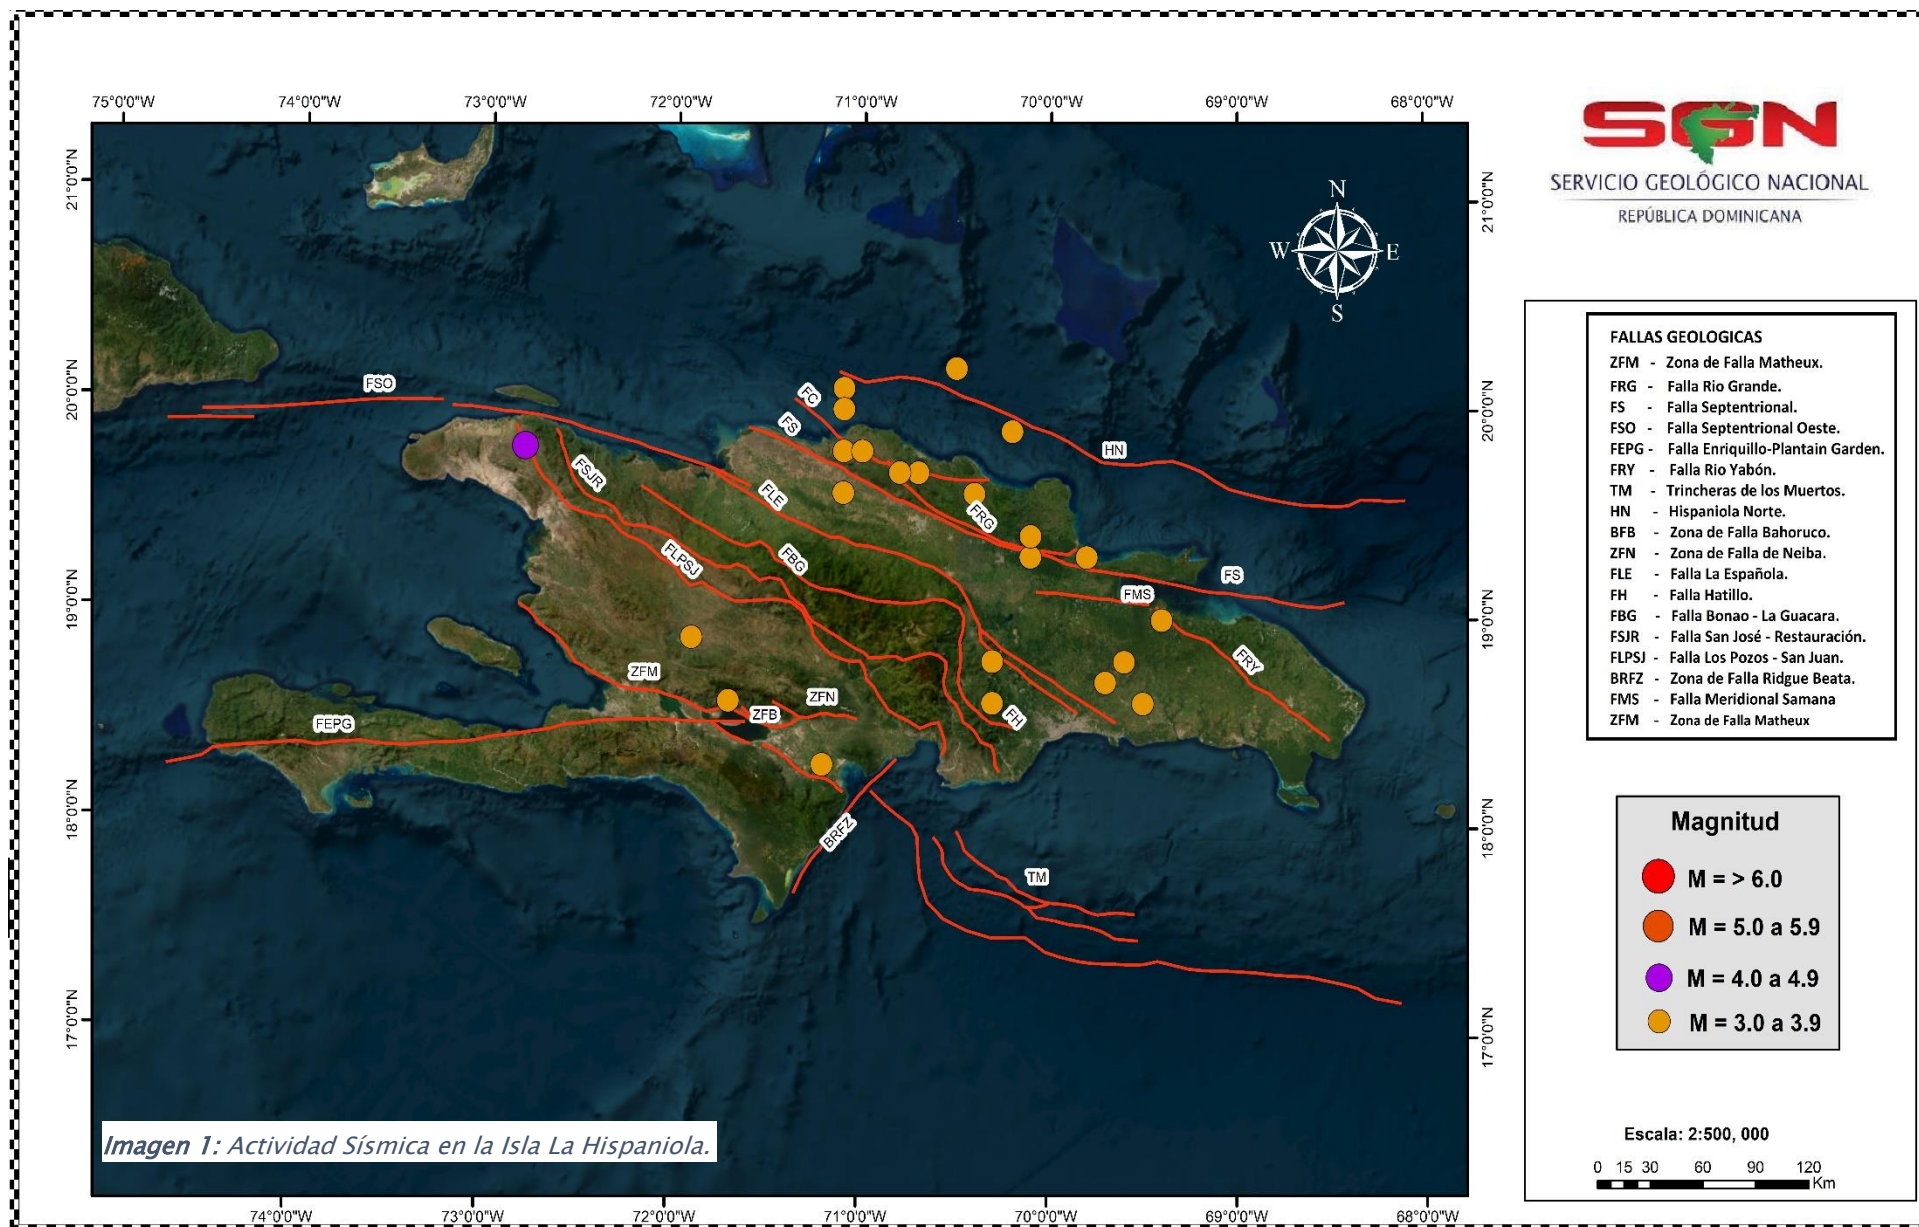 75°0'0"W 74°0'0"W 73°0'0"W 72°0'0"W 71°0'0"W 70°0'0"W 69°0'0"W 68°0'0"W
21°0'0"N
20°0'0"N
19°0'0"N
18°0'0"N
17°0'0"N
N
W E
S
FSO
FC
FS
HN
FSJR
FLE
FRG
FLPSJ
FBG
FS
FMS
FRY
ZFM
ZFN
ZFB
FH
FEPG
BRFZ
TM
21°0'0"N
20°0'0"N
19°0'0"N
18°0'0"N
17°0'0"N
Imagen 1: Actividad Sísmica en la Isla La Hispaniola.
74°0'0"W 73°0'0"W 72°0'0"W 71°0'0"W 70°0'0"W 69°0'0"W 68°0'0"W
SGN
SERVICIO GEOLÓGICO NACIONAL
REPÚBLICA DOMINICANA
FALLAS GEOLOGICAS
ZFM - Zona de Falla Matheux.
FRG - Falla Rio Grande.
FS - Falla Septentrional.
FSO - Falla Septentrional Oeste.
FEPG - Falla Enriquillo-Plantain Garden.
FRY - Falla Rio Yabón.
TM - Trincheras de los Muertos.
HN - Hispaniola Norte.
BFB - Zona de Falla Bahoruco.
ZFN - Zona de Falla de Neiba.
FLE - Falla La Española.
FH - Falla Hatillo.
FBG - Falla Bonao - La Guacara.
FSJR - Falla San José - Restauración.
FLPSJ - Falla Los Pozos - San Juan.
BRFZ - Zona de Falla Ridgue Beata.
FMS - Falla Meridional Samana
ZFM - Zona de Falla Matheux
Magnitud
M = > 6.0
M = 5.0 a 5.9
M = 4.0 a 4.9
M = 3.0 a 3.9
Escala: 2:500, 000
0 15 30 60 90 120
Km